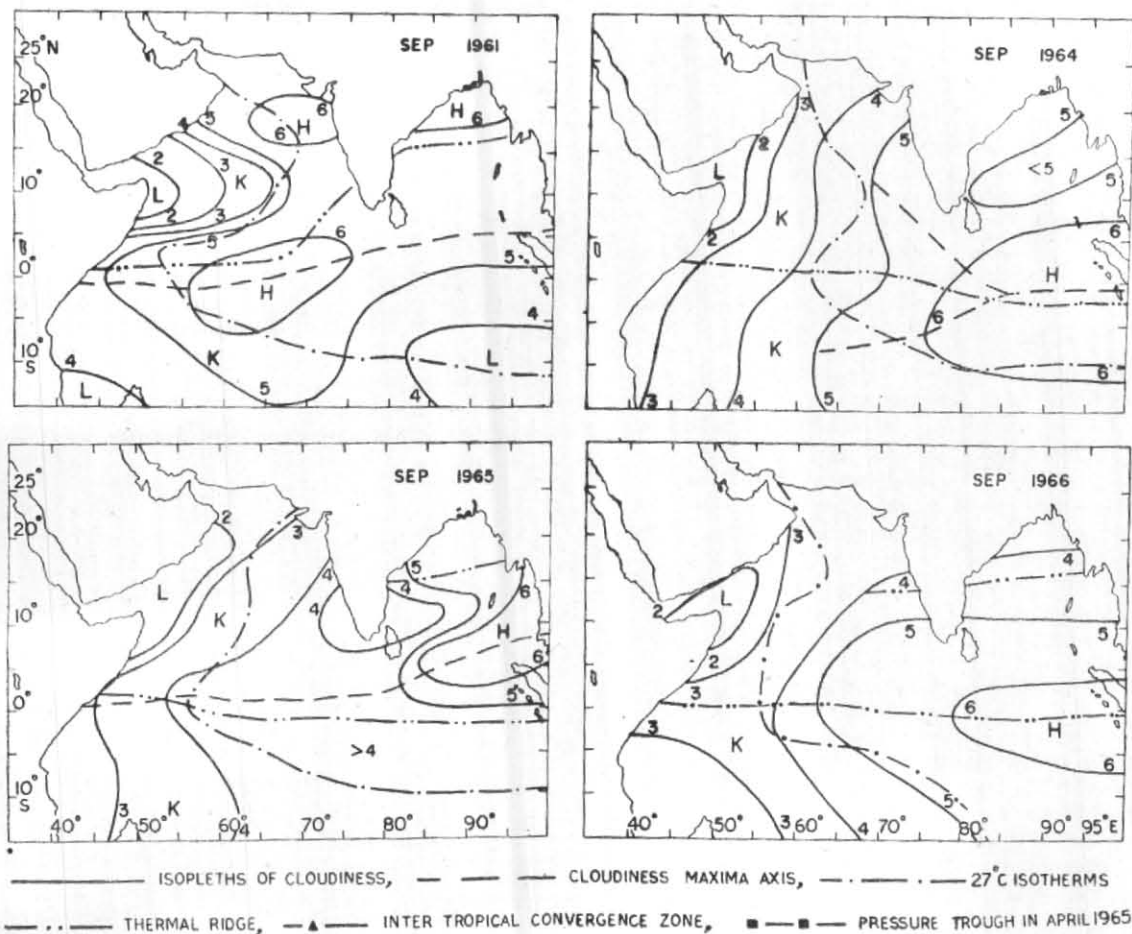 25°N
SEP 1961
20°
6
H
5
6
H
6
4
2
3
K
10°
L
2
3
5
6
0°
5
H
4
10°
S
K
L
4
L
5
4
SEP 1964
3
4
5
5
2
<5
L
5
K
2
6
H
6
K
6
3
4
5
25
SEP 1965
2
20°
3
5
4
4
6
L
4
10°
K
H
6
0°
5
>4
10°
S
3
K
4
40°
50°
60°
70°
80°
90°
SEP 1966
3
4
4
2
L
5
5
2
3
6
3
H
K
6
5
3
4
40°
50°
60°
70°
80°
90°
95°E
ISOPLETHS OF CLOUDINESS, CLOUDINESS MAXIMA AXIS, 27°C ISOTHERMS
THERMAL RIDGE, INTER TROPICAL CONVERGENCE ZONE, PRESSURE TROUGH IN APRIL 1965